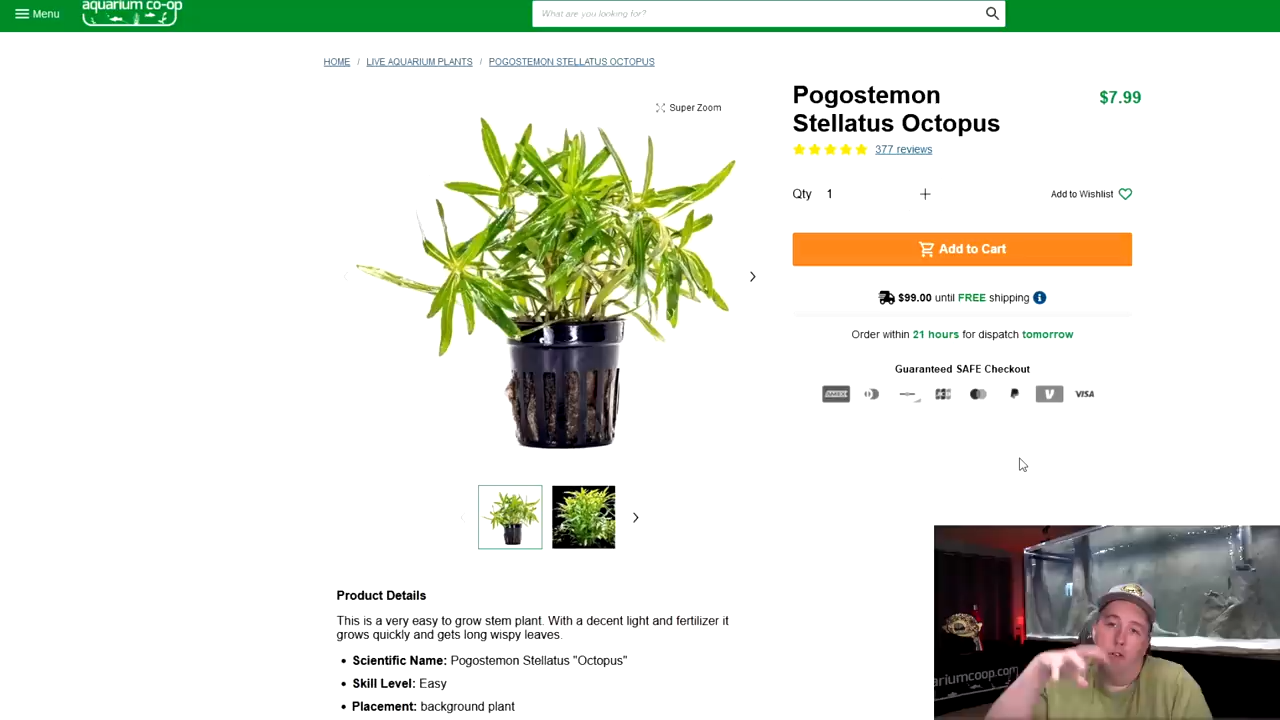 Menu
aquarium co-op
What are you looking for?
HOME / LIVE AQUARIUM PLANTS / POGOSTEMON STELLATUS OCTOPUS
Super Zoom
Pogostemon
Stellatus Octopus
$7.99
377 reviews
Qty 1
Add to Wishlist
Add to Cart
$99.00 until FREE shipping
Order within 21 hours for dispatch tomorrow
Guaranteed SAFE Checkout
VISA
Product Details
This is a very easy to grow stem plant. With a decent light and fertilizer it
grows quickly and gets long wispy leaves.
• Scientific Name: Pogostemon Stellatus "Octopus"
• Skill Level: Easy
• Placement: background plant
ariumcoop.com